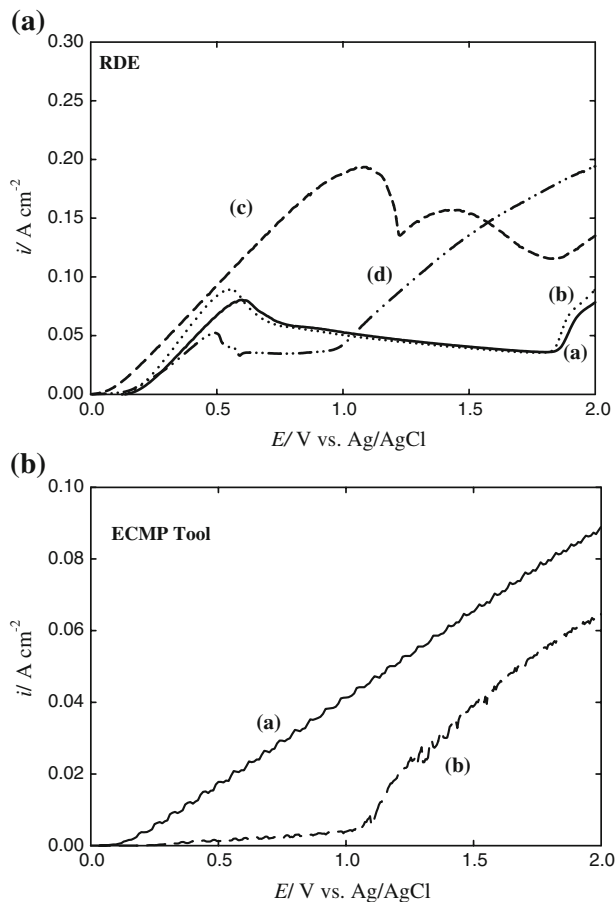 (a)
0.30
RDE
0.25
0.20
i/ A cm-2
0.15
(c)
(d)
0.10
(b)
0.05
(a)
0.00
0.0 0.5 1.0 1.5 2.0
E/ V vs. Ag/AgCl
(b)
0.10
ECMP Tool
0.08
0.06
i/ A cm-2
(a)
0.04
(b)
0.02
0.00
0.0 0.5 1.0 1.5 2.0
E/ V vs. Ag/AgCl